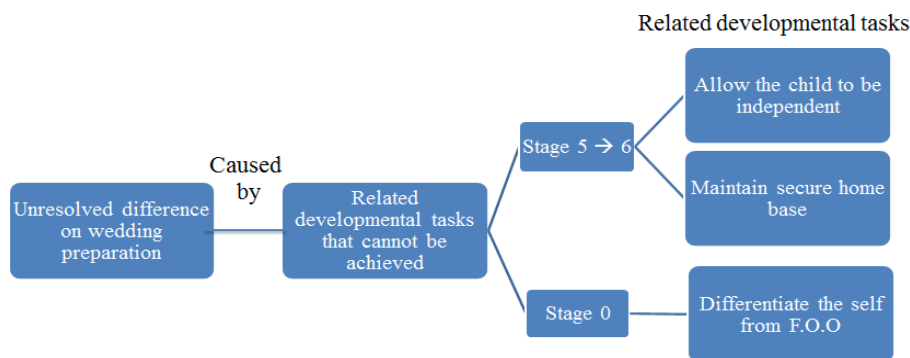 Related developmental tasks
Allow the child to be
independent
Stage 5 → 6
Caused
by
Maintain secure home
base
Unresolved difference
on wedding
preparation
Related
developmental tasks
that cannot be
achieved
Stage 0
Differentiate the self
from F.O.O